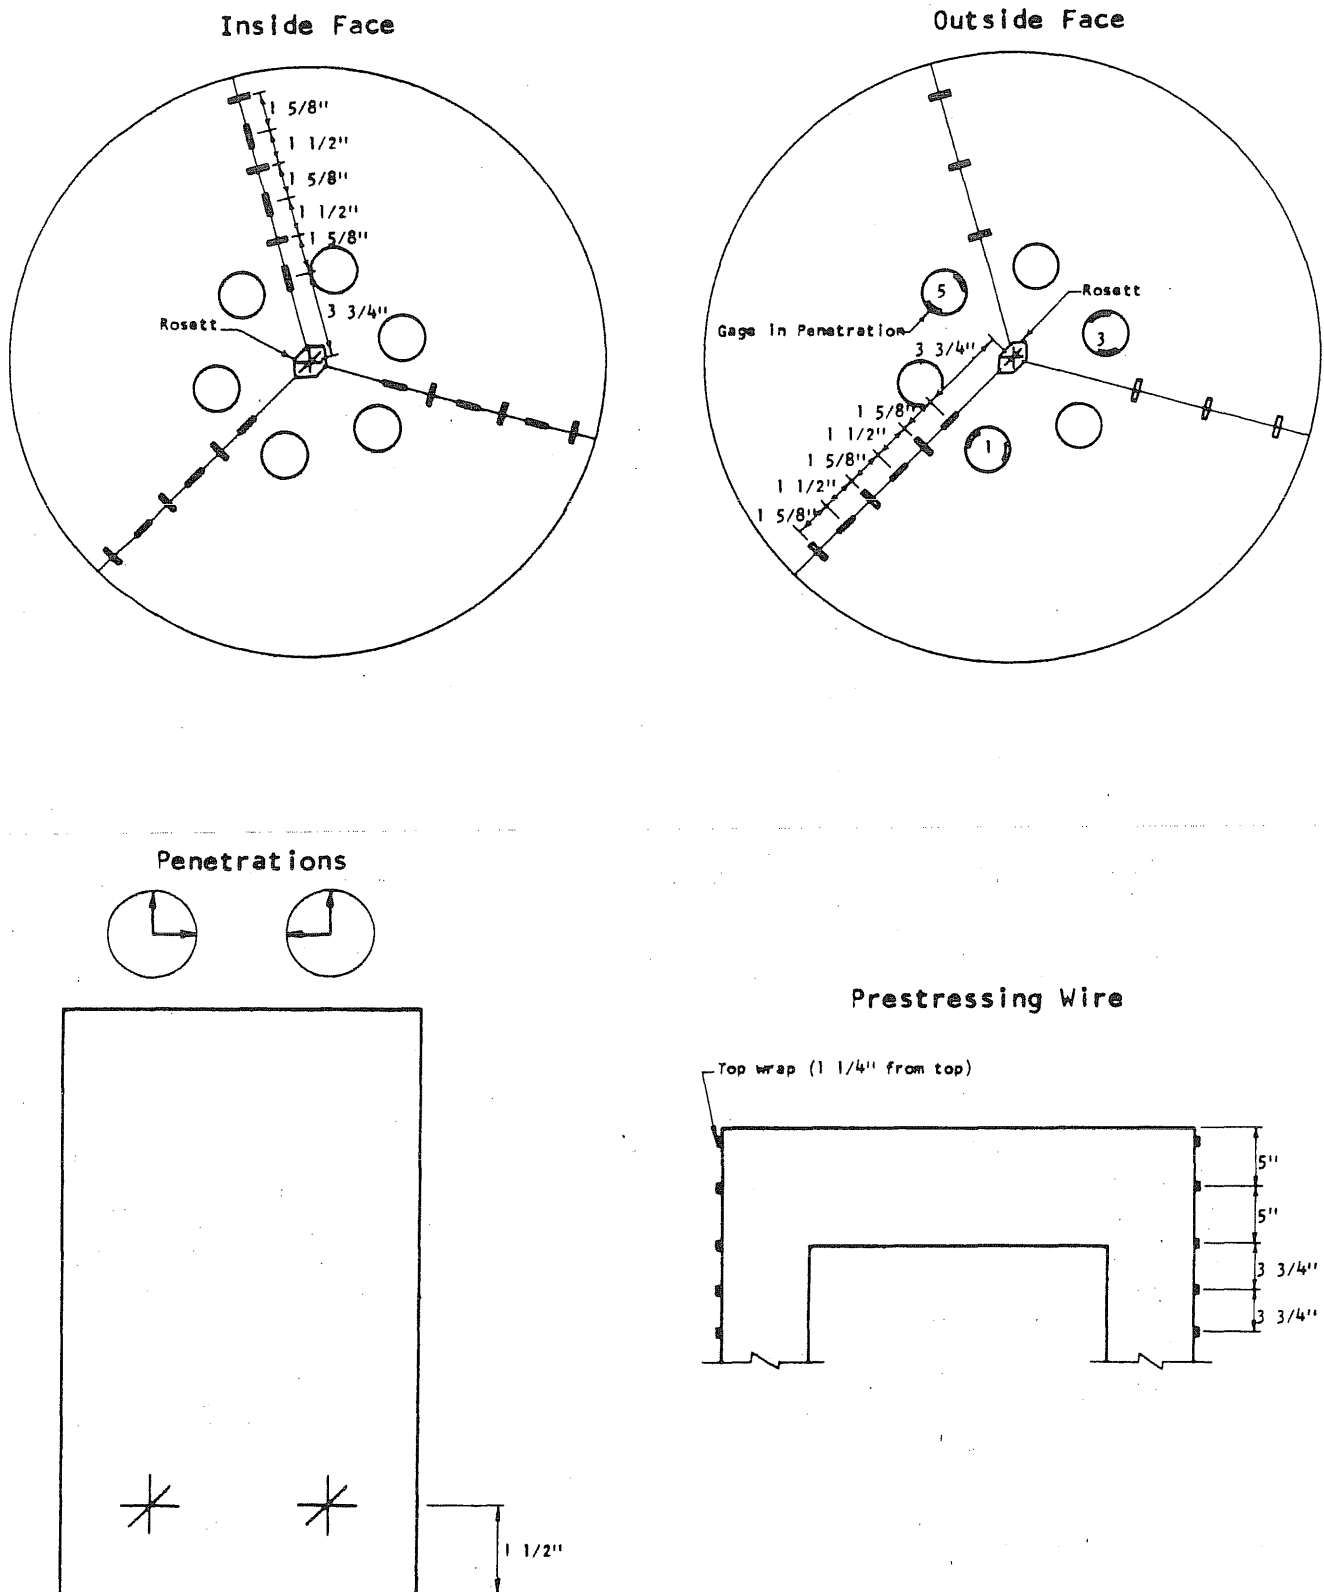 Inside Face
1 5/8"
1 1/2"
1 5/8"
1 1/2"
1 5/8"
3 3/4"
Rosett
Outside Face
Rosett
5
Gage in Penetration
3
3 3/4"
1 5/8"
1 1/2"
1
1 5/8"
1 1/2"
1 5/8"
Penetrations
1 1/2"
Prestressing Wire
Top wrap (1 1/4" from top)
5"
5"
3 3/4"
3 3/4"